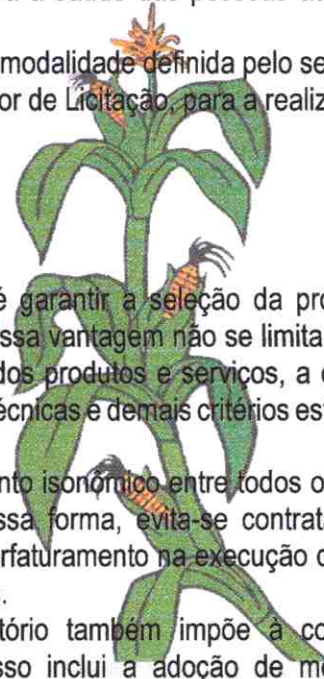 a saúde das pessoas
modalidade definida pelo se
or de Licitação, para a realiz
é garantir a seleção da pro
ssa vantagem não se limita
dos produtos e serviços, a
écnicas e demais critérios es
nto isonômico entre todos o
ssa forma, evita-se contrat
rfaturamento na execução
tório também impõe à co
sso inclui a adoção de me